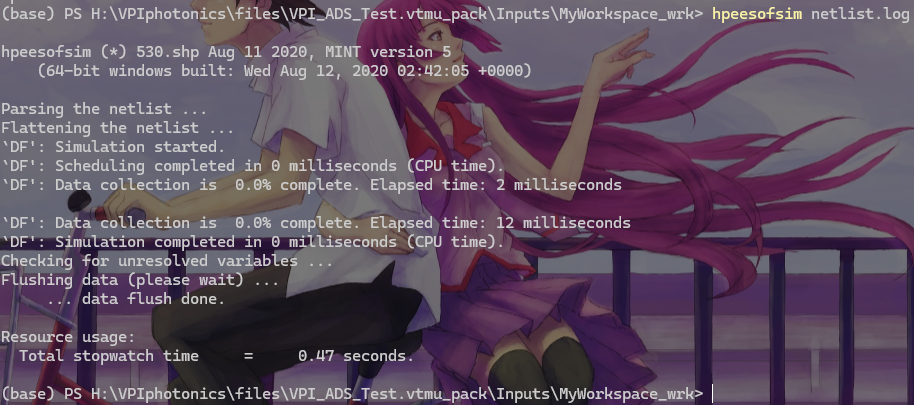 (base) PS H:\VPIphotonics\files\VPI_ADS_Test.vtmu_pack\Inputs\MyWorkspace_wrk> hpeesofsim netlist.log
hpeesofsim (*) 530.shp Aug 11 2020, MINT version 5
(64-bit windows built: Wed Aug 12, 2020 02:42:05 +0000)
Parsing the netlist ...
Flattening the netlist ...
`DF': Simulation started.
`DF': Scheduling completed in 0 milliseconds (CPU time).
`DF': Data collection is  0.0% complete. Elapsed time: 2 milliseconds
`DF': Data collection is  0.0% complete. Elapsed time: 12 milliseconds
`DF': Simulation completed in 0 milliseconds (CPU time).
Checking for unresolved variables ...
Flushing data (please wait) ...
... data flush done.
Resource usage:
Total stopwatch time     =     0.47 seconds.
(base) PS H:\VPIphotonics\files\VPI_ADS_Test.vtmu_pack\Inputs\MyWorkspace_wrk>